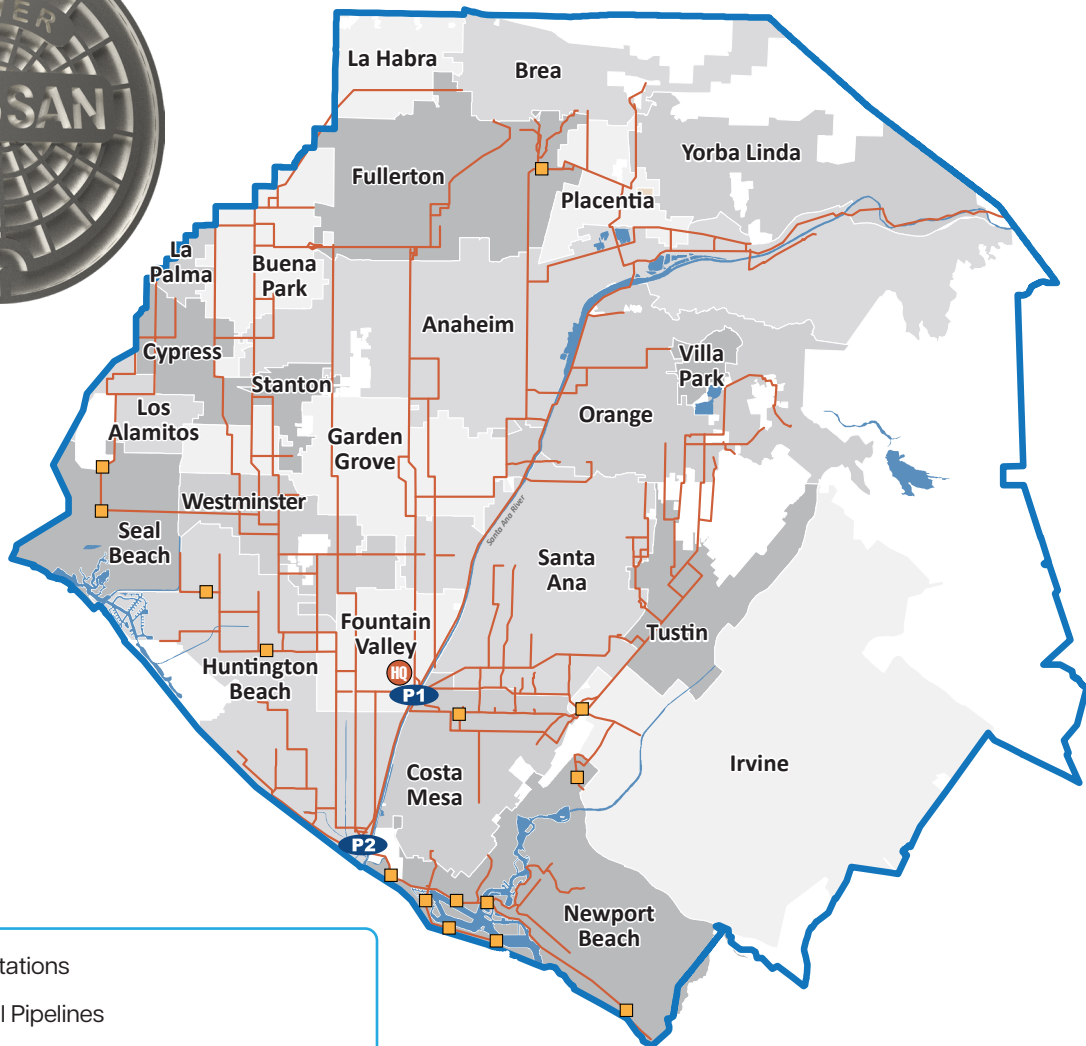 SAN
La Habra
Brea
Yorba Linda
Fullerton
Placentia
La
Palma
Buena
Park
Anaheim
Cypress
Villa
Park
Stanton
Orange
Los
Alamitos
Garden
Grove
Westminster
Santa Ana River
Seal
Beach
Santa
Ana
Fountain
Valley
Tustin
HQ
Huntington
Beach
P1
Irvine
Costa
Mesa
P2
Newport
Beach
tations
l Pipelines